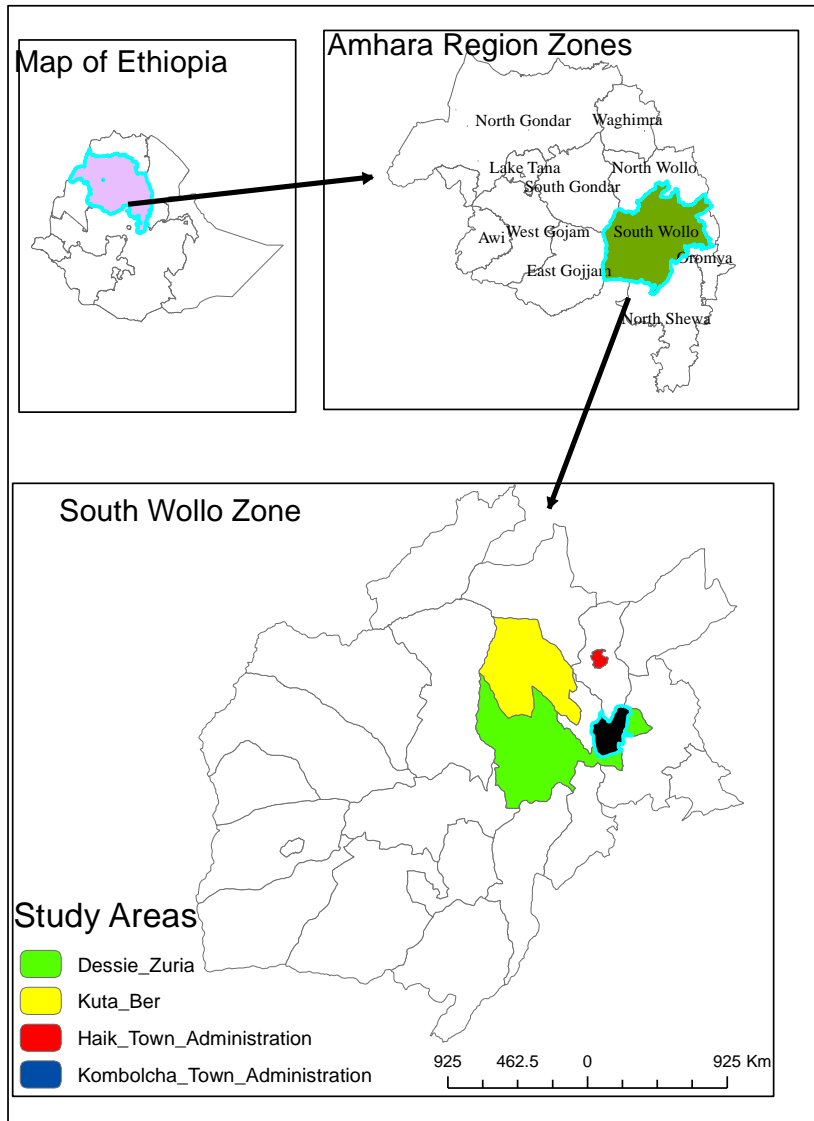 Map of Ethiopia
Amhara Region Zones
North Gondar
Waghimra
Lake Tana
North Wollo
South Gondar
Awi
West Gojam
South Wollo
East Gojjam
Oromya
North Shewa
South Wollo Zone
Study Areas
Dessie_Zuria
Kuta_Ber
Haik_Town_Administration
Kombolcha_Town_Administration
925 462.5 0 925 Km